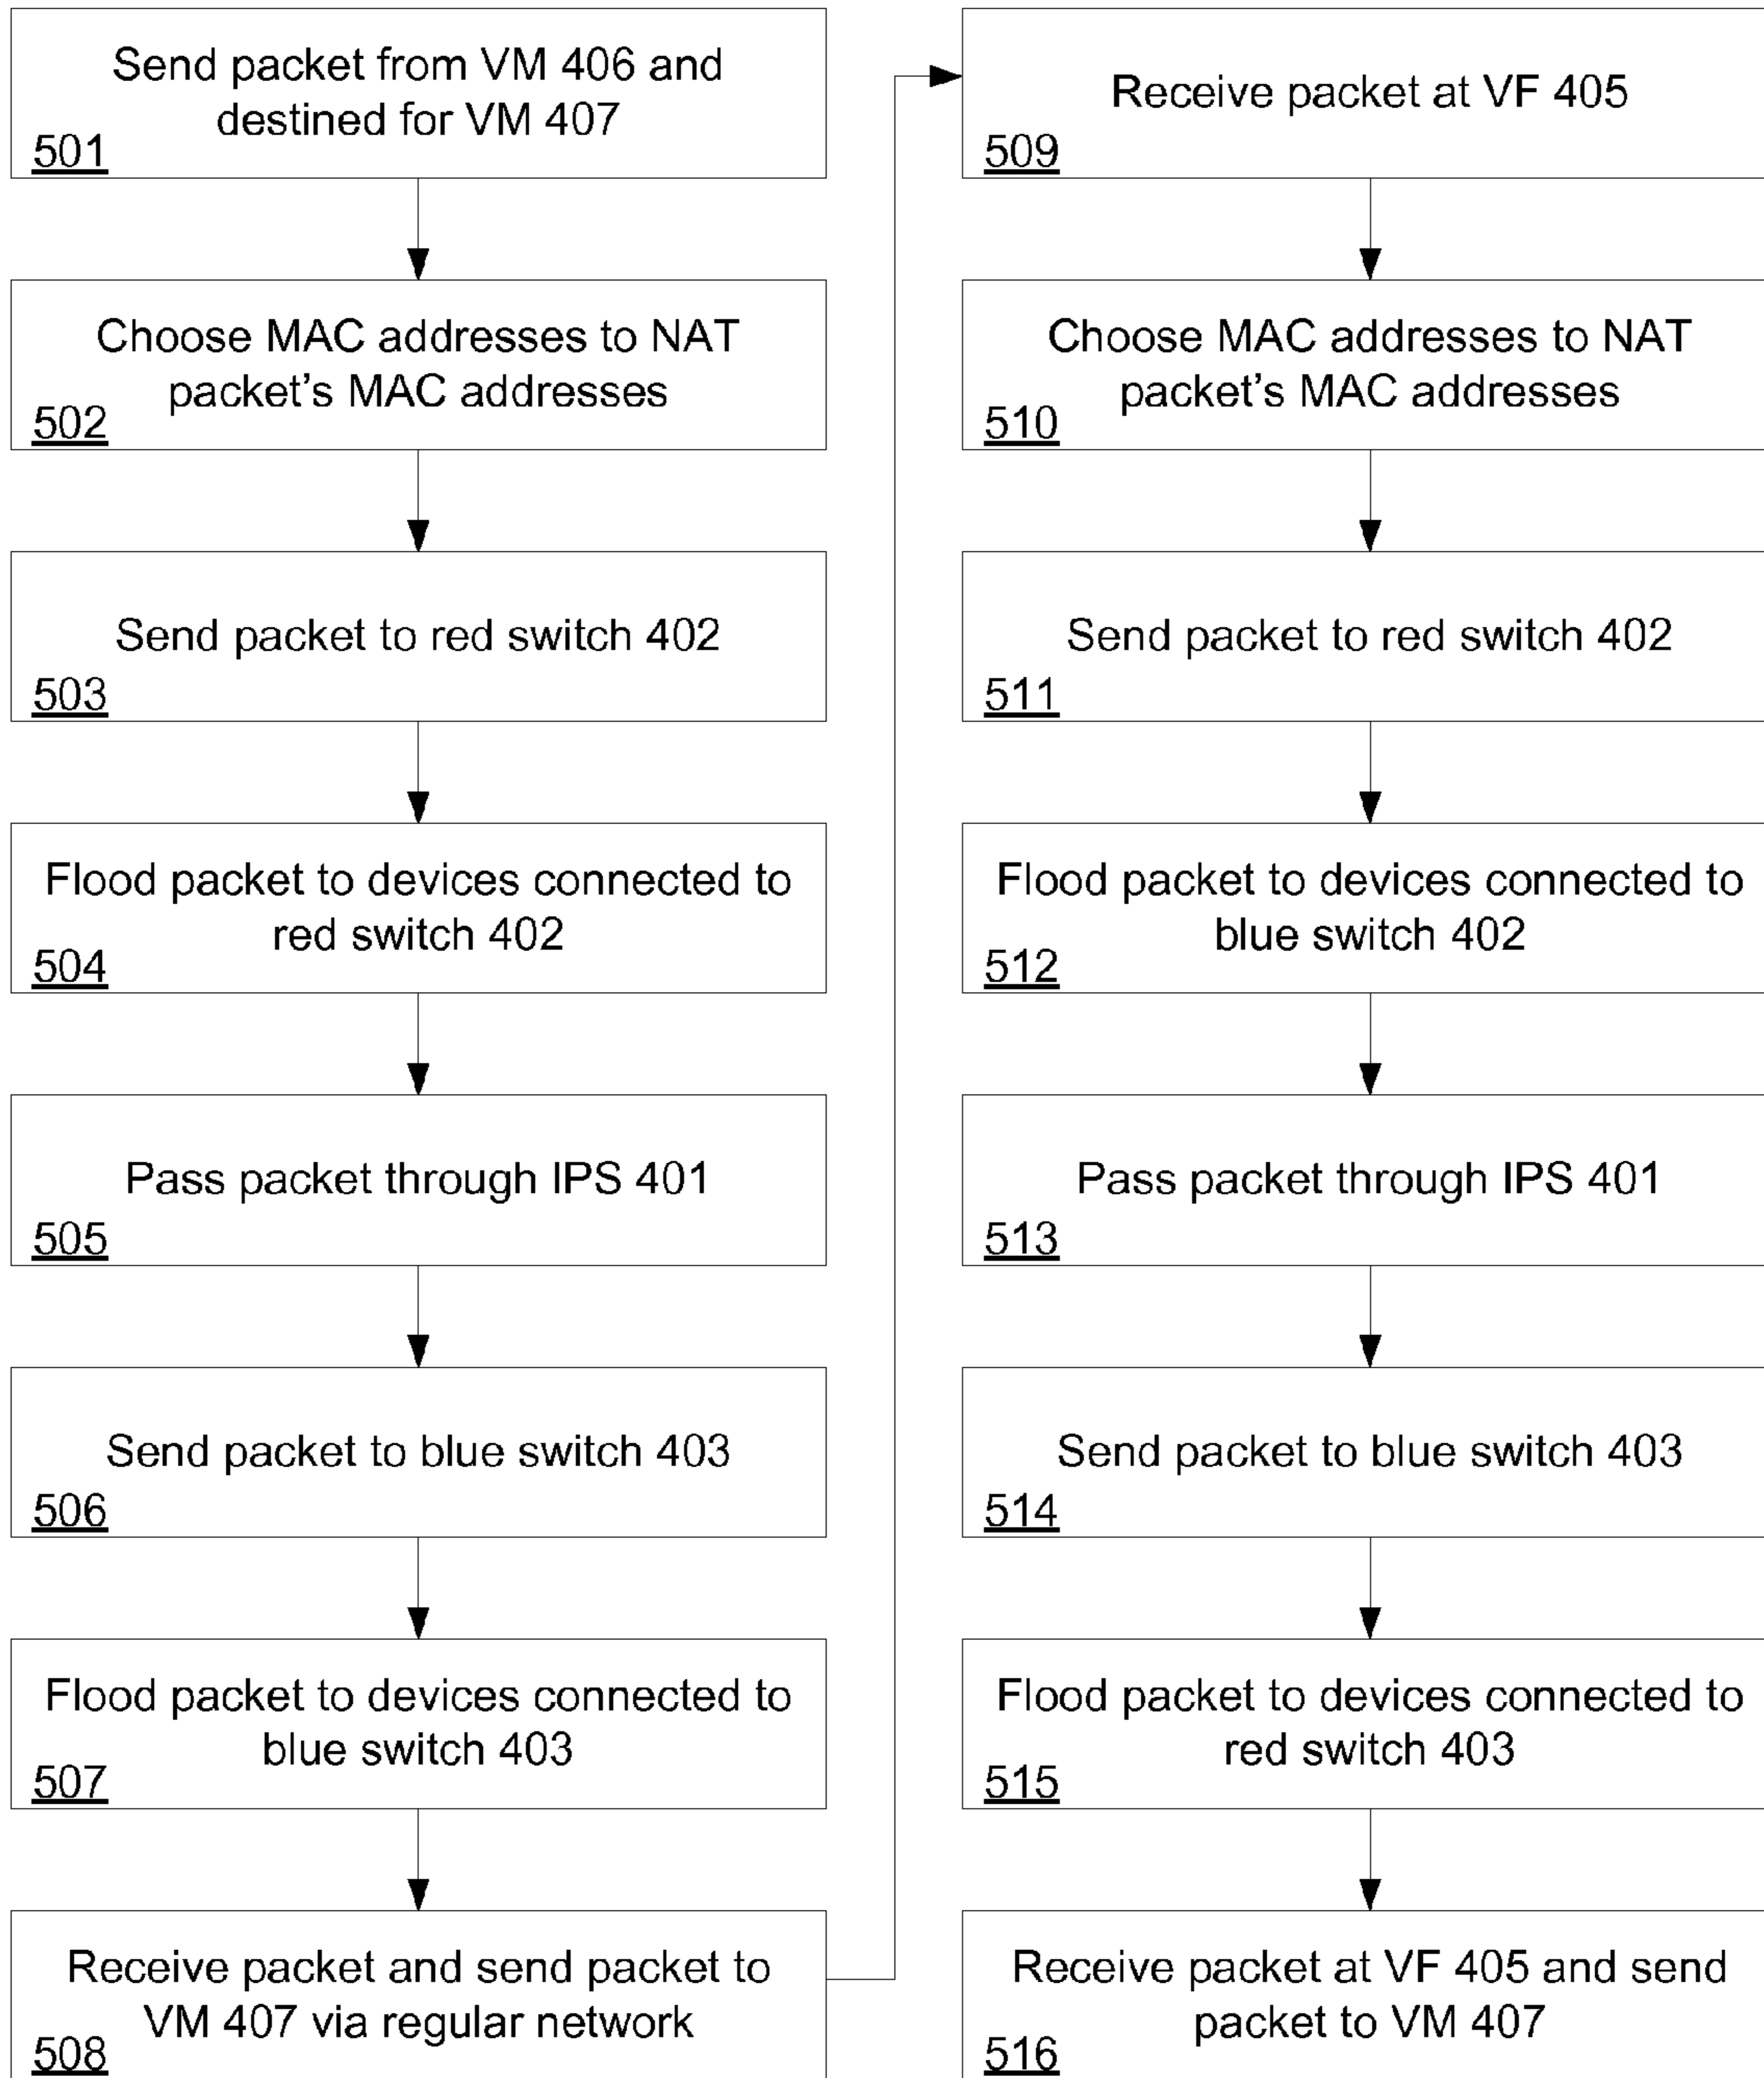 Send packet from VM 406 and
destined for VM 407
501
Choose MAC addresses to NAT
packet's MAC addresses
502
Send packet to red switch 402
503
Flood packet to devices connected to
red switch 402
504
Pass packet through IPS 401
505
Send packet to blue switch 403
506
Flood packet to devices connected to
blue switch 403
507
Receive packet and send packet to
VM 407 via regular network
508
Receive packet at VF 405
509
Choose MAC addresses to NAT
packet's MAC addresses
510
Send packet to red switch 402
511
Flood packet to devices connected to
blue switch 402
512
Pass packet through IPS 401
513
Send packet to blue switch 403
514
Flood packet to devices connected to
red switch 403
515
Receive packet at VF 405 and send
packet to VM 407
516